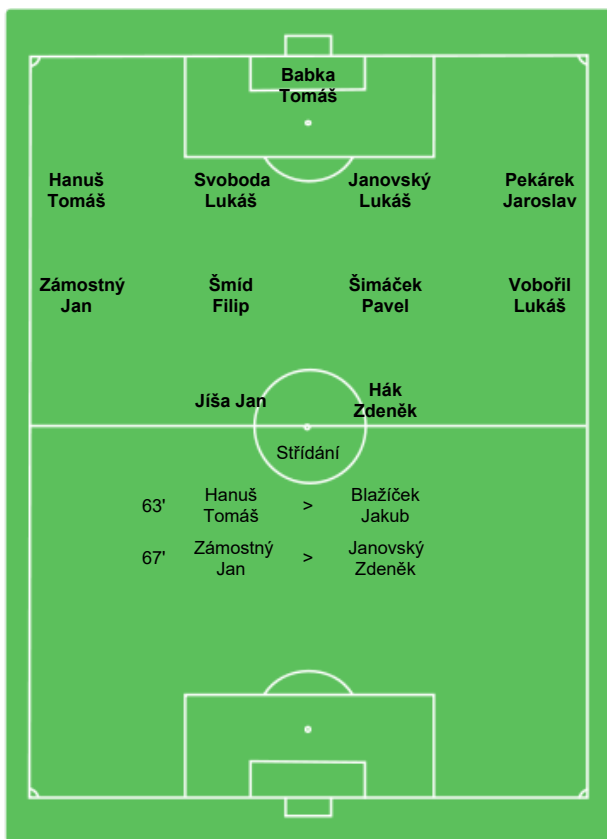 Babka
Tomáš
Hanuš
Tomáš
Svoboda
Lukáš
Janovský
Lukáš
Pekárek
Jaroslav
Zámostný
Jan
Šmíd
Filip
Šimáček
Pavel
Vobořil
Lukáš
Jíša Jan
Hák
Zdeněk
Střídání
63'
Hanuš
Tomáš
>
Blažíček
Jakub
67'
Zámostný
Jan
>
Janovský
Zdeněk